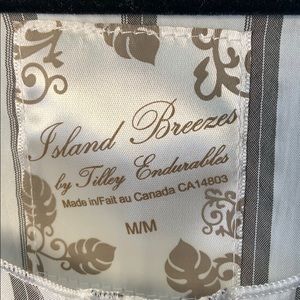 Island Breezes
by Tilley Endurables
Made in/Fait au Canada CA14803
M/M